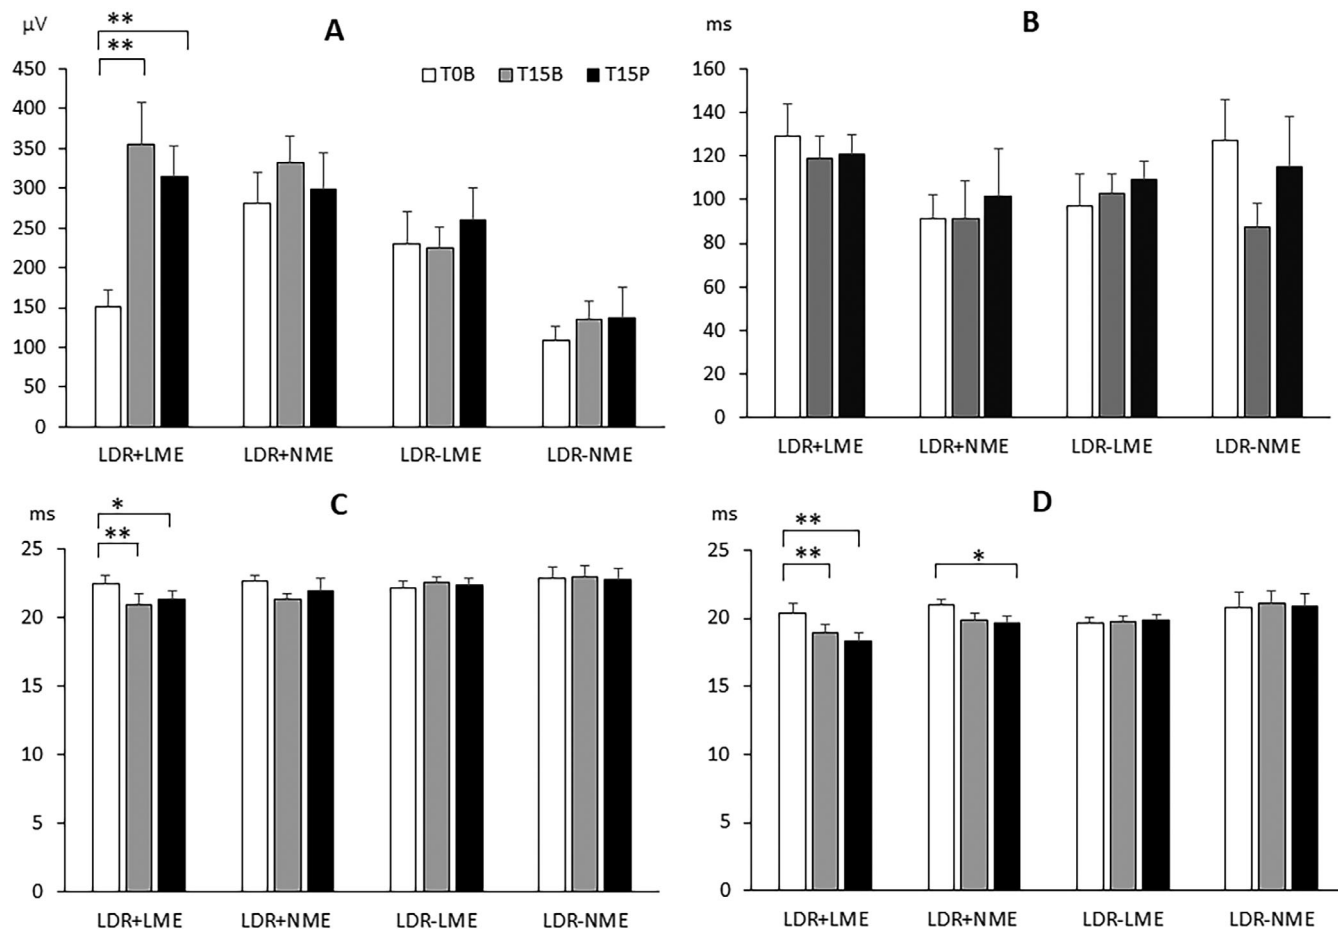 µV
**
**
A
T0B T15B T15P
450
400
350
300
250
200
150
100
50
0
LDR+LME LDR+NME LDR-LME LDR-NME
ms
B
160
140
120
100
80
60
40
20
0
LDR+LME LDR+NME LDR-LME LDR-NME
ms
*
**
C
25
20
15
10
5
0
LDR+LME LDR+NME LDR-LME LDR-NME
ms
**
**
*
D
25
20
15
10
5
0
LDR+LME LDR+NME LDR-LME LDR-NME